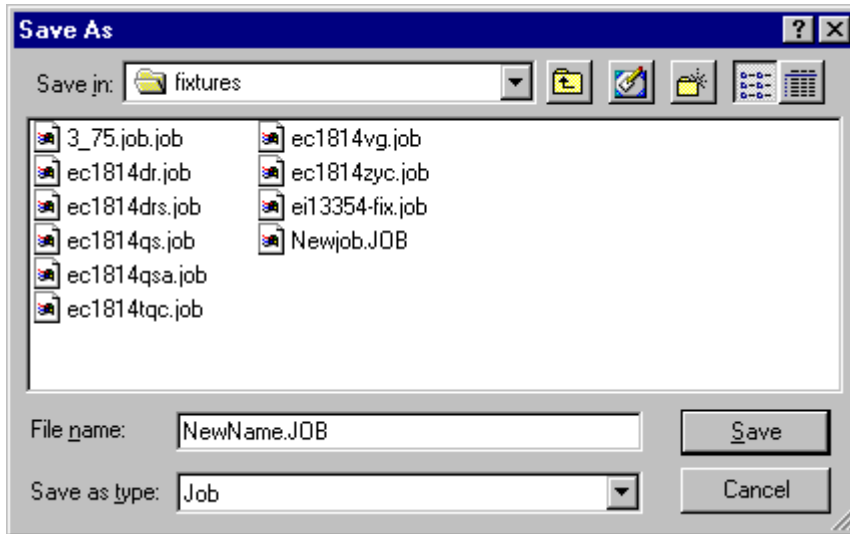 Save As
Save in: fixtures
3_75.job.job
ec1814dr.job
ec1814drs.job
ec1814qs.job
ec1814qsa.job
ec1814tqc.job
ec1814vg.job
ec1814zyc.job
ei13354-fix.job
Newjob.JOB
File name: NewName.JOB Save
Save as type: Job Cancel